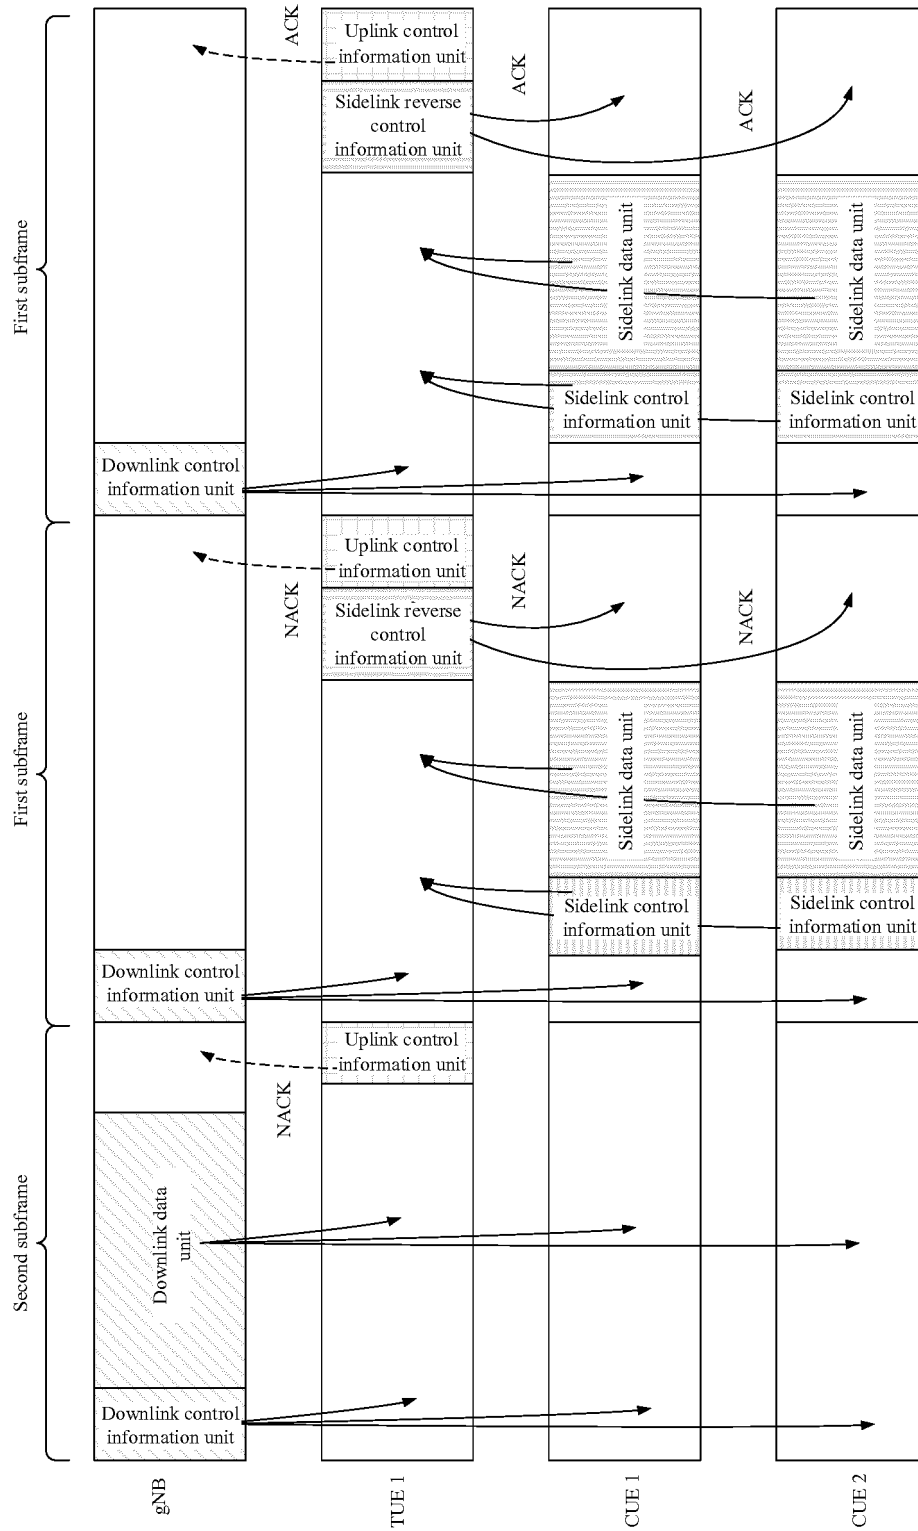 ACK
Uplink control
information unit
ACK
Sidelink reverse
control
information unit
ACK
Sidelink data unit
Sidelink data unit
First subframe
Sidelink control
information unit
Sidelink control
information unit
Downlink control
information unit
Uplink control
information unit
NACK
NACK
Sidelink reverse
control
information unit
NACK
Sidelink data unit
Sidelink data unit
First subframe
Sidelink control
information unit
Sidelink control
information unit
Downlink control
information unit
Uplink control
information unit
NACK
Downlink data
unit
Second subframe
Downlink control
information unit
gNB
TUE 1
CUE 1
CUE 2